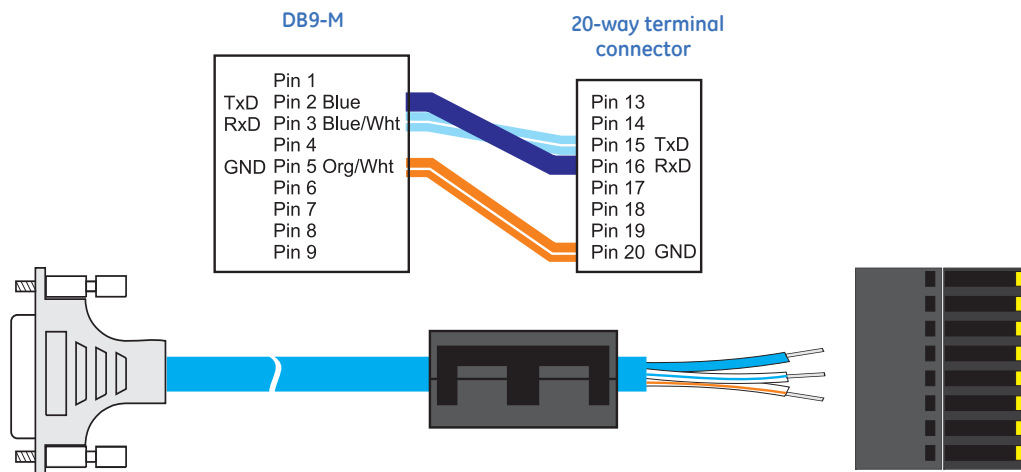 DB9-M
20-way terminal
connector
Pin 1
TxD Pin 2 Blue
RxD Pin 3 Blue/Wht
Pin 4
GND Pin 5 Org/Wht
Pin 6
Pin 7
Pin 8
Pin 9
Pin 13
Pin 14
Pin 15 TxD
Pin 16 RxD
Pin 17
Pin 18
Pin 19
Pin 20 GND